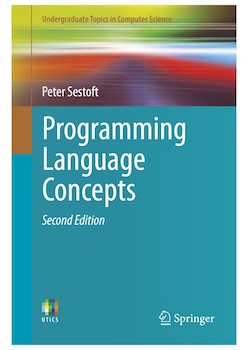 Undergraduate Topics in Computer Science
Peter Sestoft
Programming
Language
Concepts
Second Edition
UTiCS
Springer